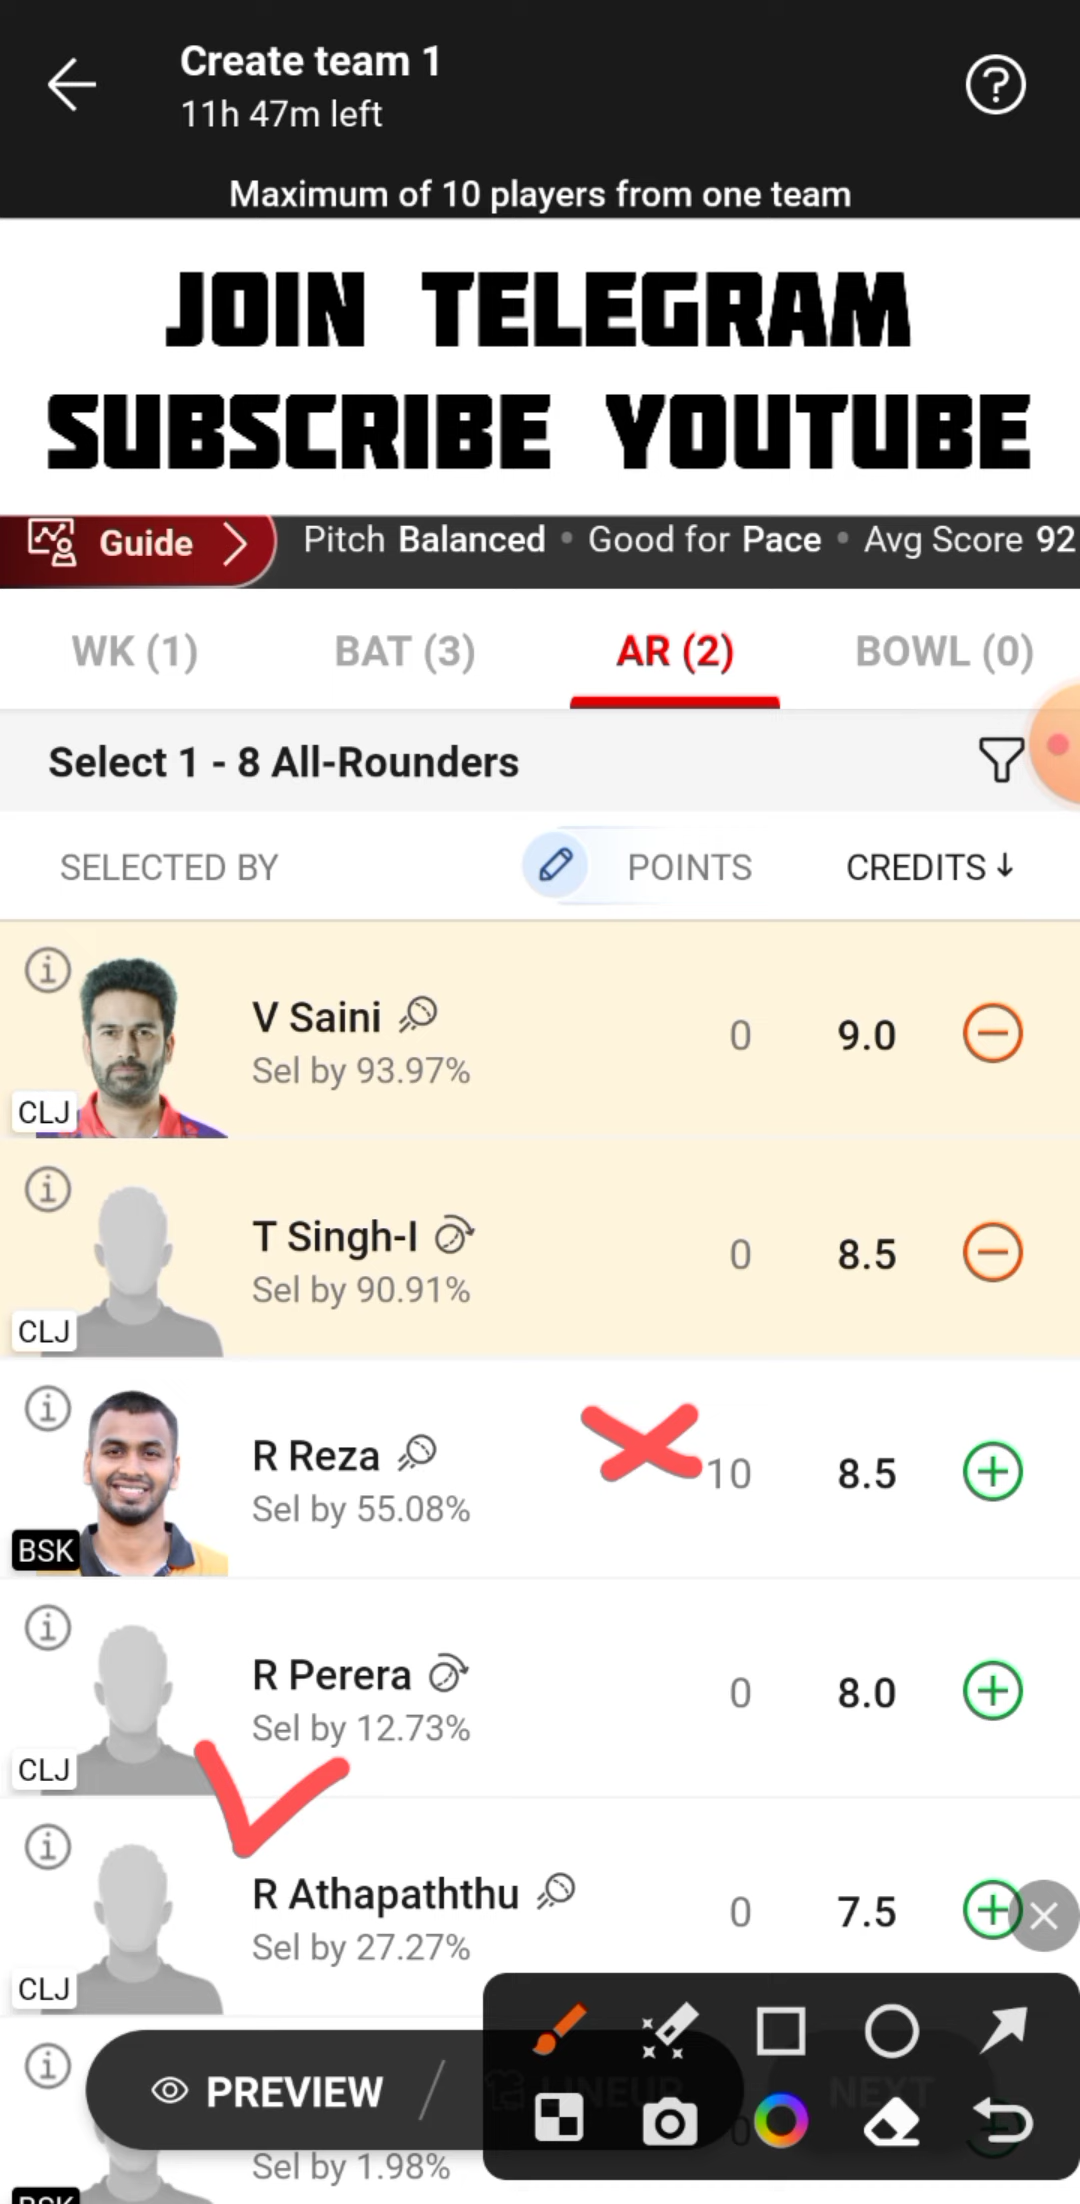 Create team 1
11h 47m left
Maximum of 10 players from one team
JOIN TELEGRAM
SUBSCRIBE YOUTUBE
Guide Pitch Balanced • Good for Pace • Avg Score 92
WK (1) BAT (3) AR (2) BOWL (0)
Select 1 - 8 All-Rounders
SELECTED BY POINTS CREDITS ↓
V Saini
Sel by 93.97%
0 9.0
CLJ
T Singh-I
Sel by 90.91%
0 8.5
CLJ
R Reza
Sel by 55.08%
10 8.5
BSK
R Perera
Sel by 12.73%
0 8.0
CLJ
R Athapaththu
Sel by 27.27%
0 7.5
CLJ
PREVIEW / LINEUP NEXT
0
Sel by 1.98%
BSK